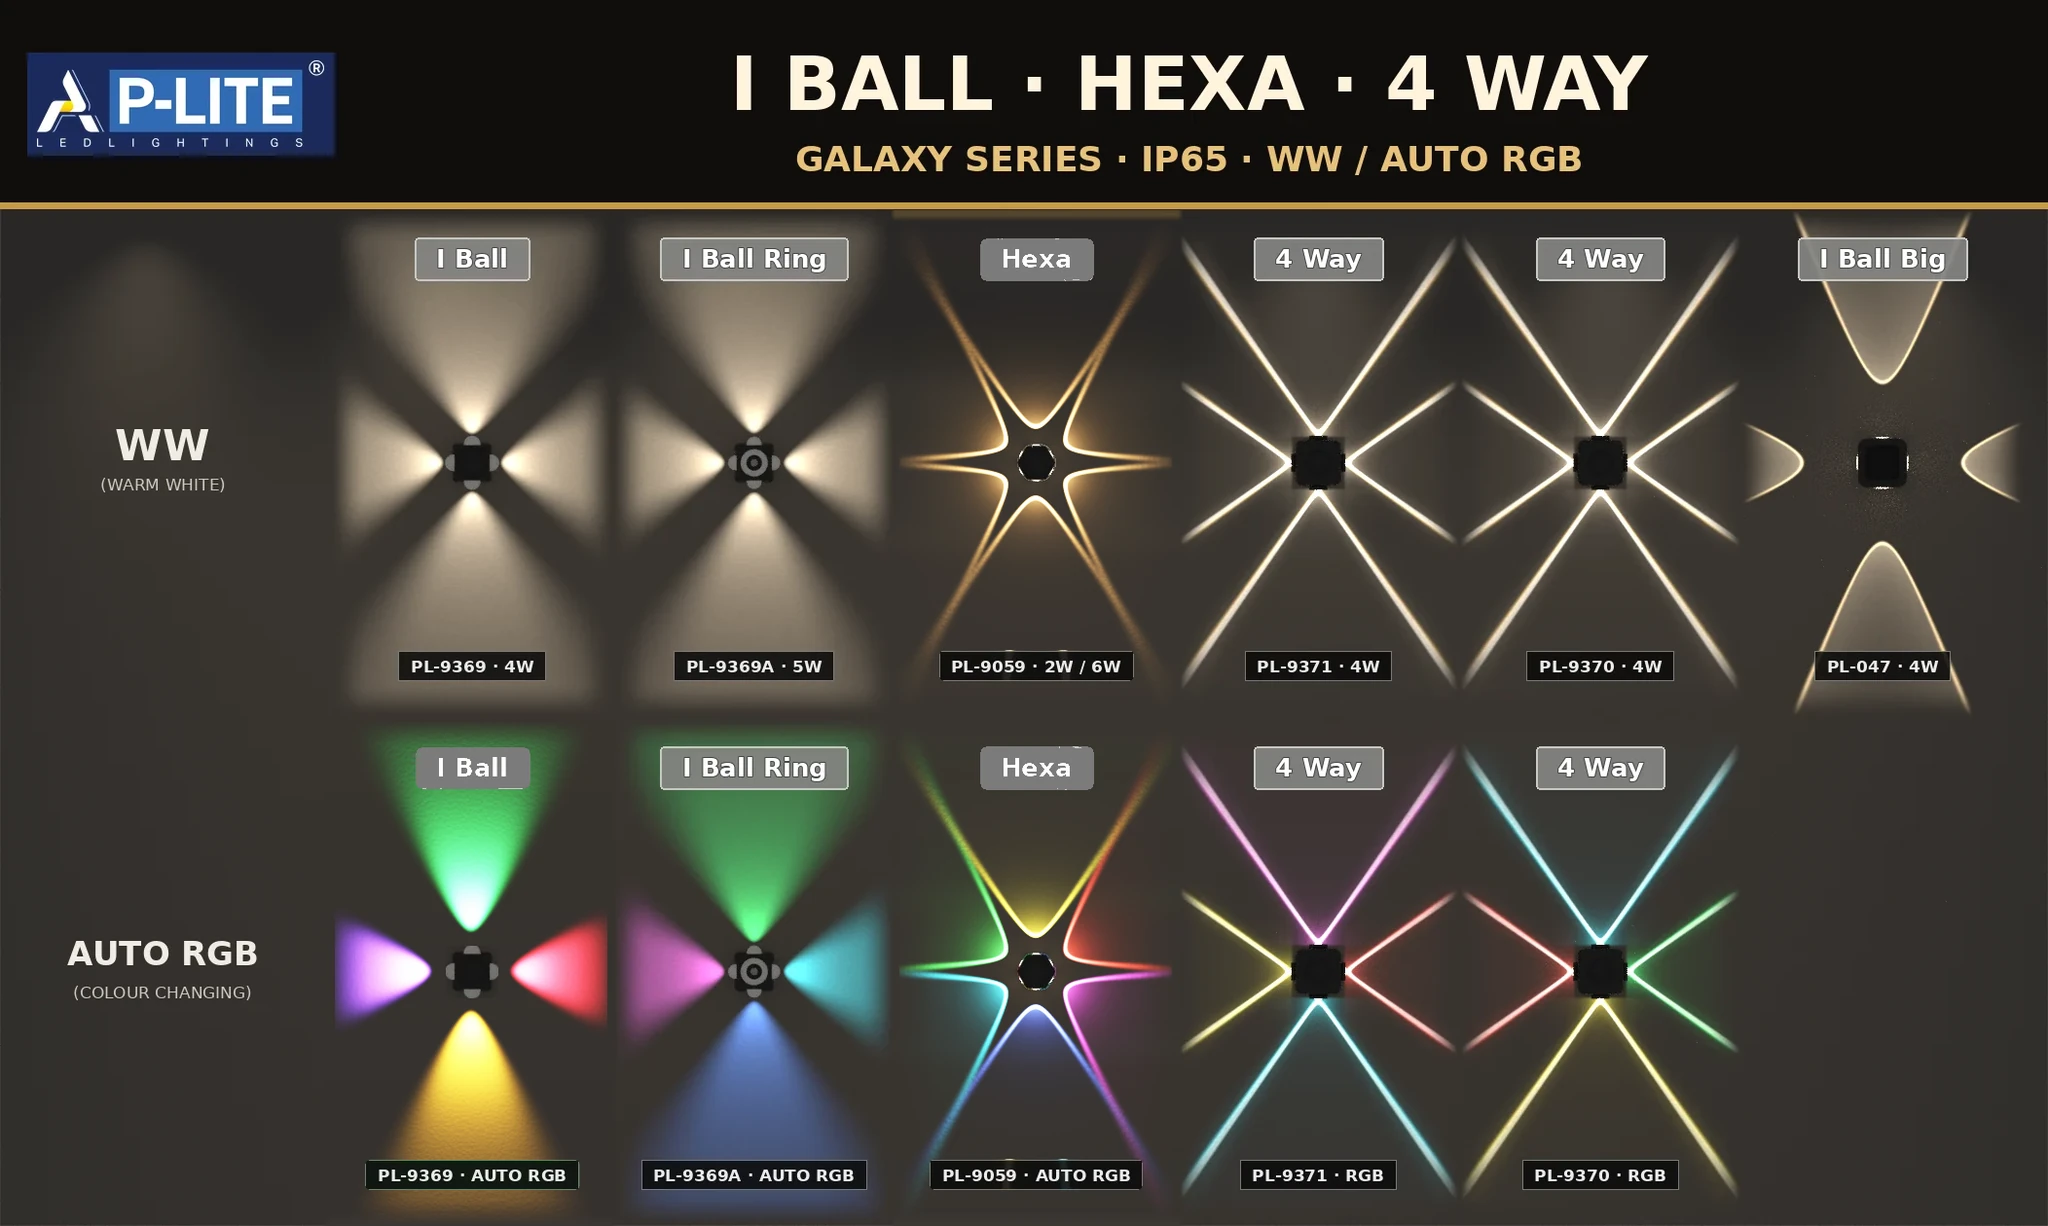 P-LITE®
LEDLIGHTINGS
I BALL · HEXA · 4 WAY
GALAXY SERIES · IP65 · WW / AUTO RGB
I Ball
I Ball Ring
Hexa
4 Way
4 Way
I Ball Big
WW
(WARM WHITE)
PL-9369 · 4W
PL-9369A · 5W
PL-9059 · 2W / 6W
PL-9371 · 4W
PL-9370 · 4W
PL-047 · 4W
I Ball
I Ball Ring
Hexa
4 Way
4 Way
AUTO RGB
(COLOUR CHANGING)
PL-9369 · AUTO RGB
PL-9369A · AUTO RGB
PL-9059 · AUTO RGB
PL-9371 · RGB
PL-9370 · RGB